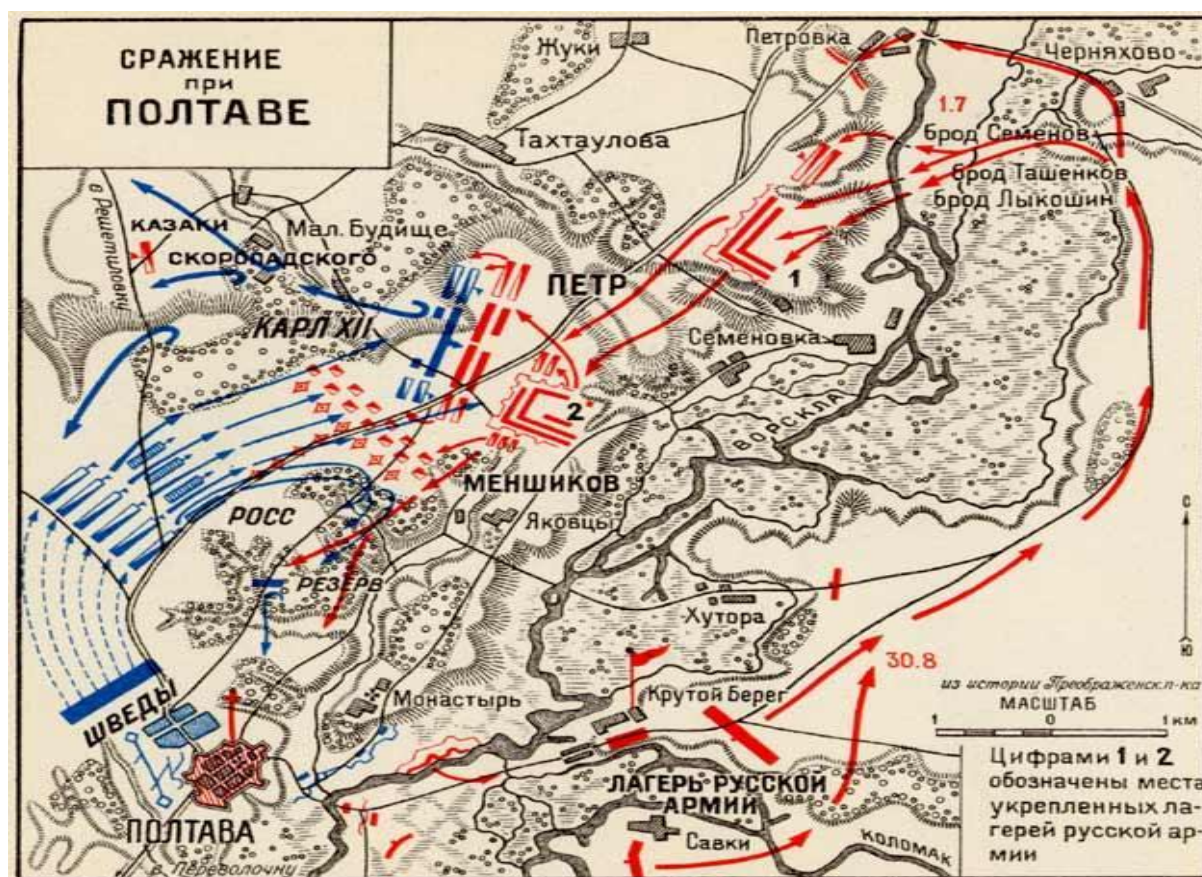 СРАЖЕНИЕ
при
ПОЛТАВЕ
Жуки
Петровка
Черняхово
1.7
Тахтаулова
брод Семенов
брод Ташенков
брод Лыкошин
в Решетиловку
КАЗАКИ
СКОРОПАДСКОГО
Мал. Будище
ПЕТР
1
КАРЛ XII
Семеновка
2
ВОРСКЛА
МЕНШИКОВ
РОСС
Яковцы
РЕЗЕРВ
С
Ю
Хутора
30.8
ШВЕДЫ
Монастырь
Крутой Берег
из истории Преображенск.п-ка
МАСШТАБ
1 0 1 км
ЛАГЕРЬ РУССКОЙ
АРМИИ
Цифрами 1 и 2
обозначены места
укрепленных ла-
герей русской ар-
мии
ПОЛТАВА
Савки
КОЛОМАК
в Переволочну